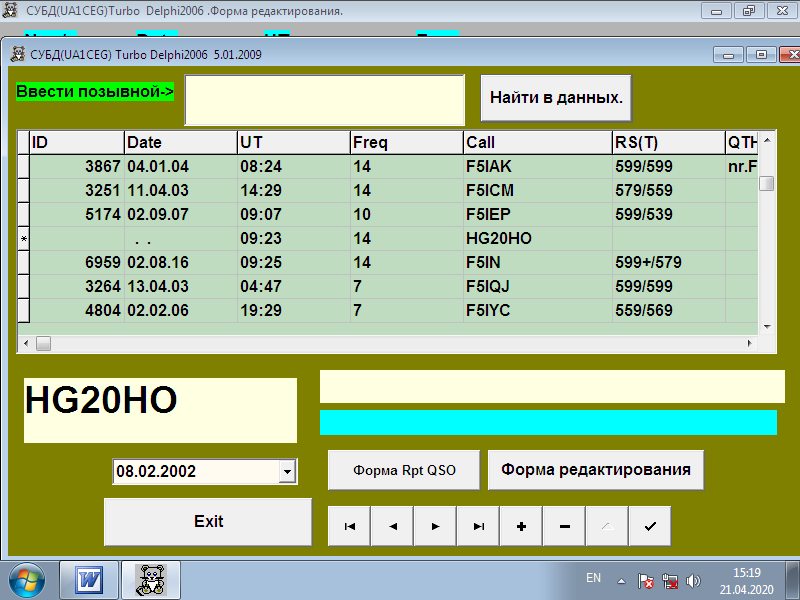 СУБД(UA1CEG)Turbo Delphi2006 .Форма редактирования.
СУБД(UA1CEG) Turbo Delphi2006 5.01.2009
Ввести позывной->
Найти в данных.
ID Date UT Freq Call RS(T) QTH
3867 04.01.04 08:24 14 F5IAK 599/599 nr.F
3251 11.04.03 14:29 14 F5ICM 579/559
5174 02.09.07 09:07 10 F5IEP 599/539
* . . 09:23 14 HG20HO
6959 02.08.16 09:25 14 F5IN 599+/579
3264 13.04.03 04:47 7 F5IQJ 599/599
4804 02.02.06 19:29 7 F5IYC 559/569
HG20HO
08.02.2002
Форма Rpt QSO
Форма редактирования
Exit
EN
15:19
21.04.2020